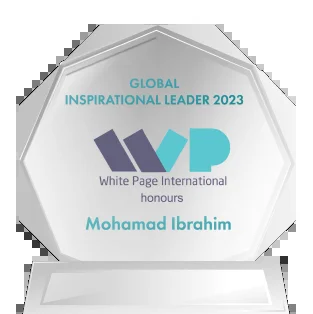 GLOBAL
INSPIRATIONAL LEADER 2023
WP
White Page International
honours
Mohamad Ibrahim